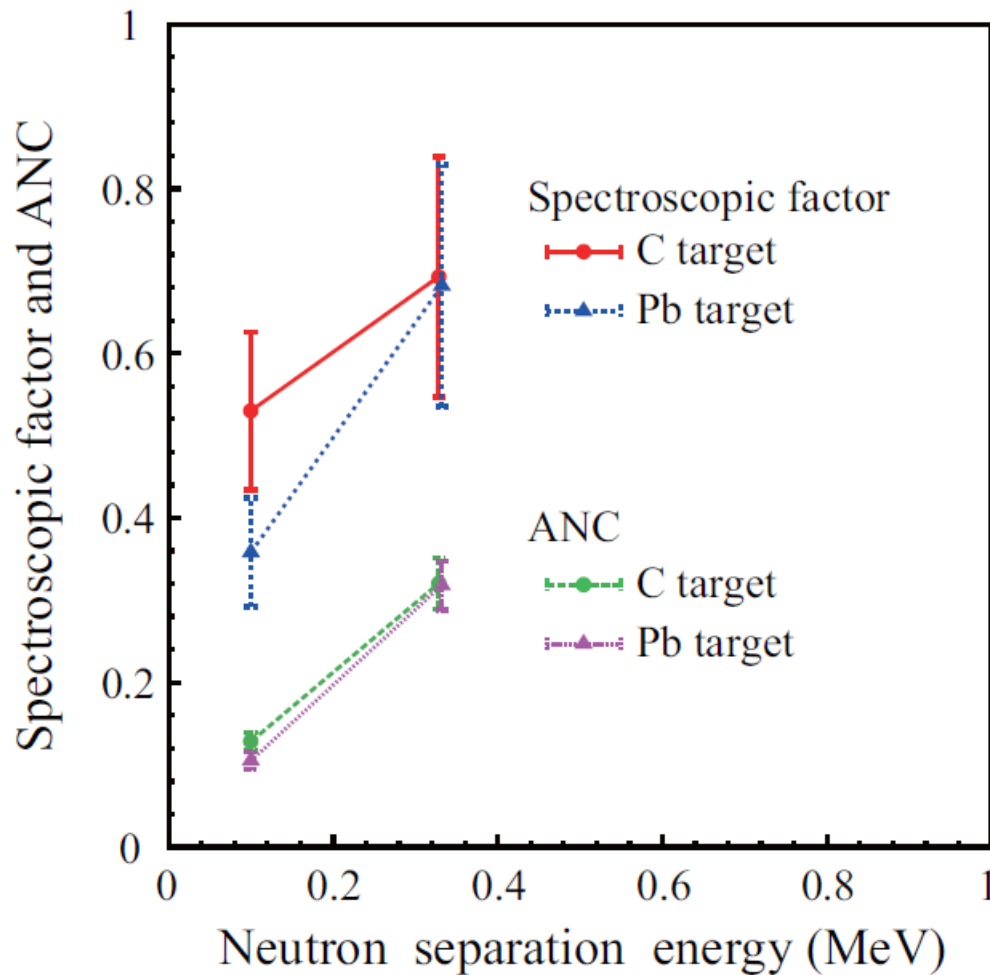 Spectroscopic factor and ANC
1
0.8
0.6
0.4
0.2
0
Spectroscopic factor
C target
Pb target
ANC
C target
Pb target
0 0.2 0.4 0.6 0.8 1
Neutron separation energy (MeV)